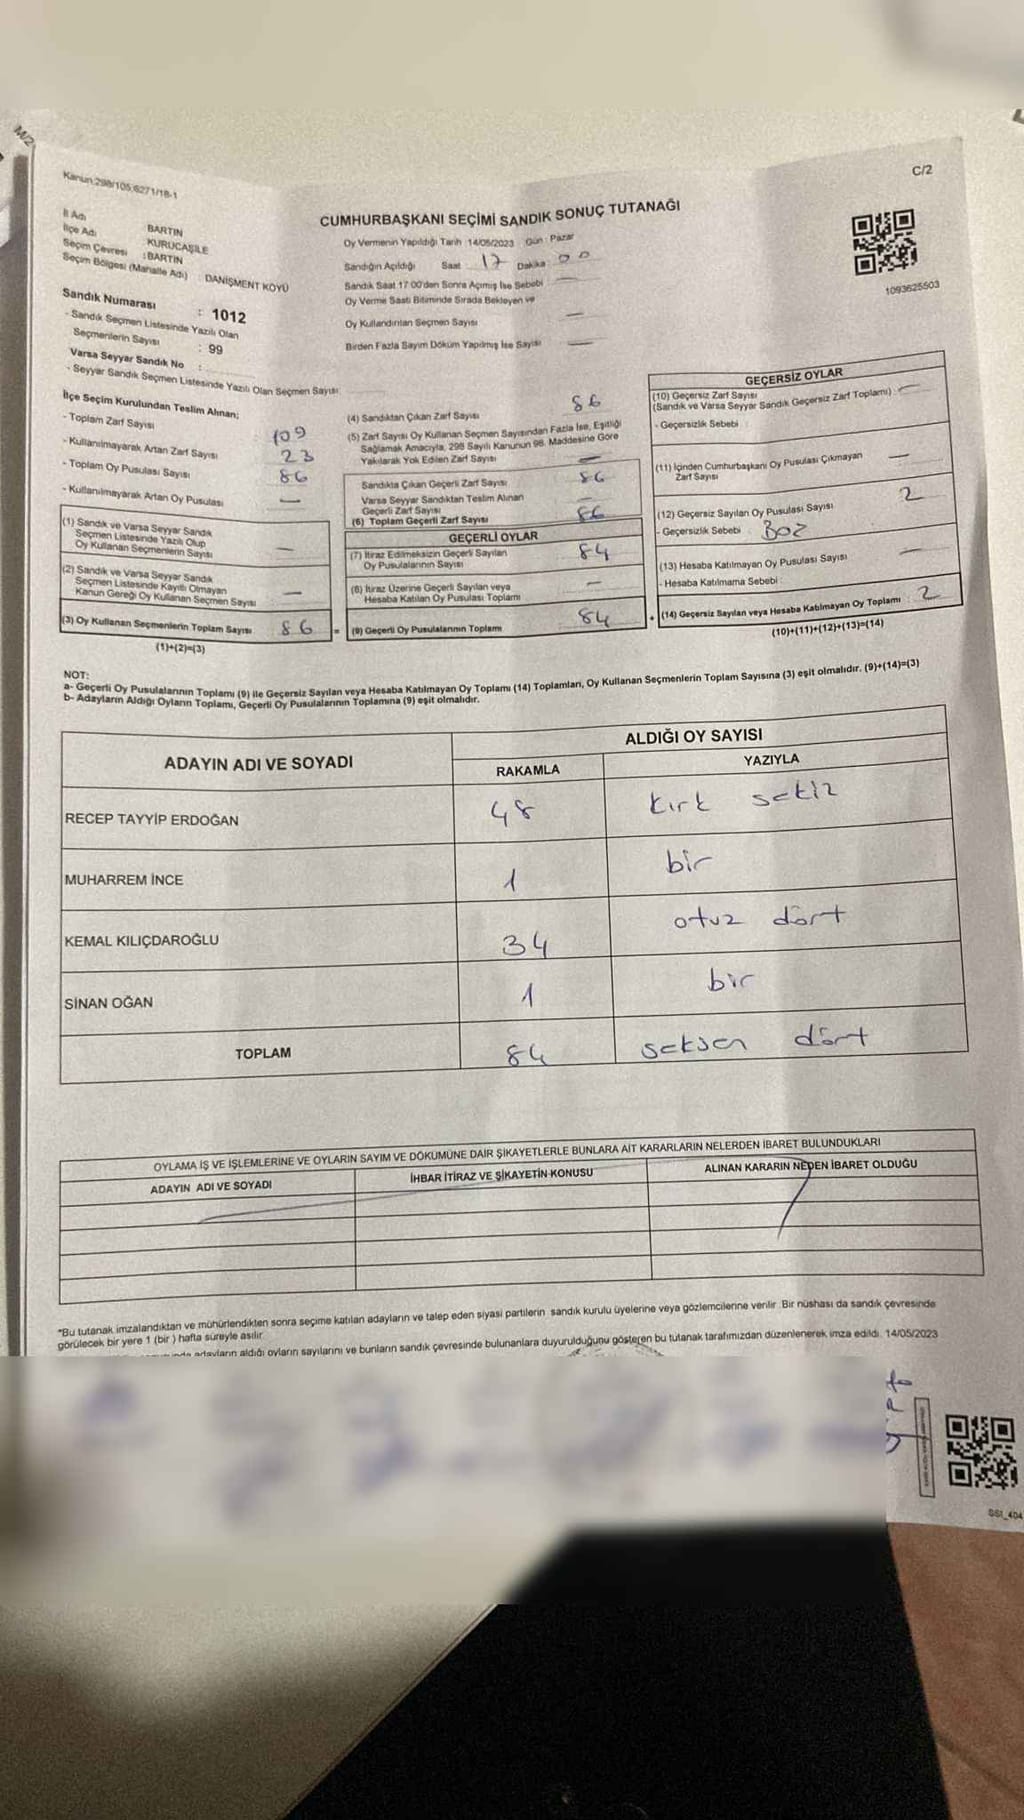 M/2
C/2
Kanun:298/105;6271/18-1
CUMHURBAŞKANI SEÇİMİ SANDIK SONUÇ TUTANAĞI
İl Adı : BARTIN
İlçe Adı : KURUCAŞİLE
Seçim Çevresi : BARTIN
Seçim Bölgesi (Mahalle Adı) : DANIŞMENT KOYU
Sandık Numarası : 1012
- Sandık Seçmen Listesinde Yazılı Olan
Seçmenlerin Sayısı : 99
Varsa Seyyar Sandık No :
- Seyyar Sandık Seçmen Listesinde Yazılı Olan Seçmen Sayısı
Oy Vermenin Yapıldığı Tarih 14/05/2023 Gün : Pazar
Sandığın Açıldığı Saat 17 Dakika 00
Sandık Saat 17.00'den Sonra Açmış İse Sebebi —
Oy Verme Saati Bitiminde Sırada Bekleyen ve
Oy Kullandırılan Seçmen Sayısı —
Birden Fazla Sayım Döküm Yapılmış İse Sayısı —
1093625503
İlçe Seçim Kurulundan Teslim Alınan;
- Toplam Zarf Sayısı 109
- Kullanılmayarak Artan Zarf Sayısı 23
- Toplam Oy Pusulası Sayısı 86
- Kullanılmayarak Artan Oy Pusulası —
(1) Sandık ve Varsa Seyyar Sandık
Seçmen Listesinde Yazılı Olup
Oy Kullanan Seçmenlerin Sayısı —
(2) Sandık ve Varsa Seyyar Sandık
Seçmen Listesinde Kayıtlı Olmayan
Kanun Gereği Oy Kullanan Seçmen Sayısı —
(3) Oy Kullanan Seçmenlerin Toplam Sayısı 86
(1)+(2)=(3)
(4) Sandıktan Çıkan Zarf Sayısı 86
(5) Zarf Sayısı Oy Kullanan Seçmen Sayısından Fazla İse, Eşitliği
Sağlamak Amacıyla, 298 Sayılı Kanunun 98. Maddesine Göre
Yakılarak Yok Edilen Zarf Sayısı —
Sandıkta Çıkan Geçerli Zarf Sayısı 86
Varsa Seyyar Sandıktan Teslim Alınan
Geçerli Zarf Sayısı —
(6) Toplam Geçerli Zarf Sayısı 86
GEÇERLİ OYLAR
(7) İtiraz Edilmeksizin Geçerli Sayılan
Oy Pusulalarının Sayısı 84
(8) İtiraz Üzerine Geçerli Sayılan veya
Hesaba Katılan Oy Pusulası Toplamı —
= (9) Geçerli Oy Pusulalarının Toplamı 84
GEÇERSİZ OYLAR
(10) Geçersiz Zarf Sayısı
(Sandık ve Varsa Seyyar Sandık Geçersiz Zarf Toplamı) —
- Geçersizlik Sebebi
(11) İçinden Cumhurbaşkanı Oy Pusulası Çıkmayan
Zarf Sayısı —
(12) Geçersiz Sayılan Oy Pusulası Sayısı 2
- Geçersizlik Sebebi : BOZ
(13) Hesaba Katılmayan Oy Pusulası Sayısı —
- Hesaba Katılmama Sebebi
+ (14) Geçersiz Sayılan veya Hesaba Katılmayan Oy Toplamı : 2
(10)+(11)+(12)+(13)=(14)
NOT:
a- Geçerli Oy Pusulalarının Toplamı (9) ile Geçersiz Sayılan veya Hesaba Katılmayan Oy Toplamı (14) Toplamları, Oy Kullanan Seçmenlerin Toplam Sayısına (3) eşit olmalıdır. (9)+(14)=(3)
b- Adayların Aldığı Oyların Toplamı, Geçerli Oy Pusulalarının Toplamına (9) eşit olmalıdır.
ADAYIN ADI VE SOYADI
ALDIĞI OY SAYISI
RAKAMLA YAZIYLA
RECEP TAYYİP ERDOĞAN 48 kırk sekiz
MUHARREM İNCE 1 bir
KEMAL KILIÇDAROĞLU 34 otuz dört
SİNAN OĞAN 1 bir
TOPLAM 84 seksen dört
OYLAMA İŞ VE İŞLEMLERİNE VE OYLARIN SAYIM VE DÖKÜMÜNE DAİR ŞİKAYETLERLE BUNLARA AİT KARARLARIN NELERDEN İBARET BULUNDUKLARI
ADAYIN ADI VE SOYADI İHBAR İTİRAZ VE ŞİKAYETİN KONUSU ALINAN KARARIN NEDEN İBARET OLDUĞU
"Bu tutanak imzalandıktan ve mühürlendikten sonra seçime katılan adayların ve talep eden siyasi partilerin sandık kurulu üyelerine veya gözlemcilerine verilir. Bir nüshası da sandık çevresinde
görülecek bir yere 1 (bir) hafta süreyle asılır.
adayların aldığı oyların sayılarını ve bunların sandık çevresinde bulunanlara duyurulduğunu gösteren bu tutanak tarafımızdan düzenlenerek imza edildi. 14/05/2023
SSI_404